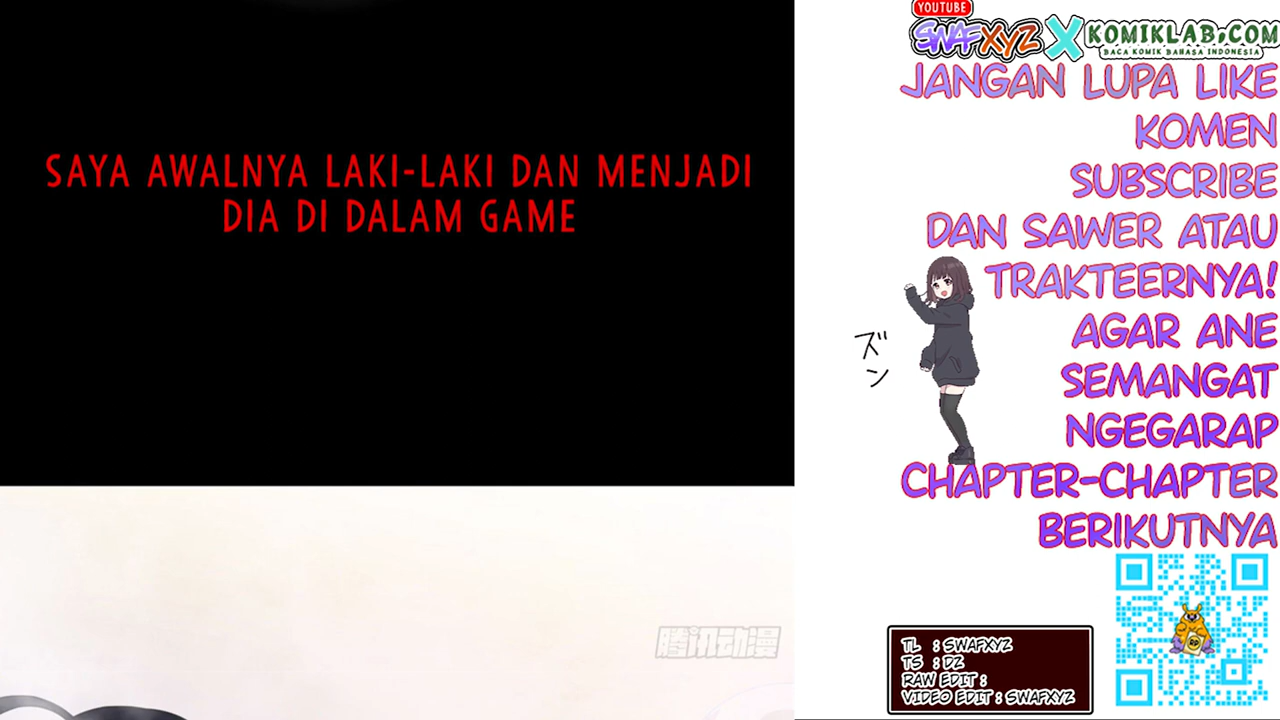 SAYA AWALNYA LAKI-LAKI DAN MENJADI
DIA DI DALAM GAME
腾讯动漫
YOUTUBE
SWAFXYZ X KOMIKLAB.COM
BACA KOMIK BAHASA INDONESIA
JANGAN LUPA LIKE
KOMEN
SUBSCRIBE
DAN SAWER ATAU
TRAKTEERNYA!
AGAR ANE
SEMANGAT
NGEGARAP
CHAPTER-CHAPTER
BERIKUTNYA
ズン
TL : SWAFXYZ
TS : DZ
RAW EDIT :
VIDEO EDIT : SWAFXYZ